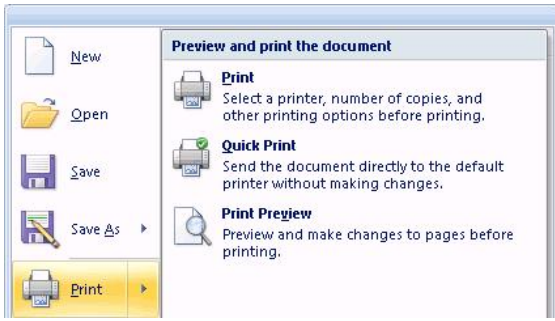 New
Open
Save
Save As
Print
Preview and print the document
Print
Select a printer, number of copies, and
other printing options before printing.
Quick Print
Send the document directly to the default
printer without making changes.
Print Preview
Preview and make changes to pages before
printing.